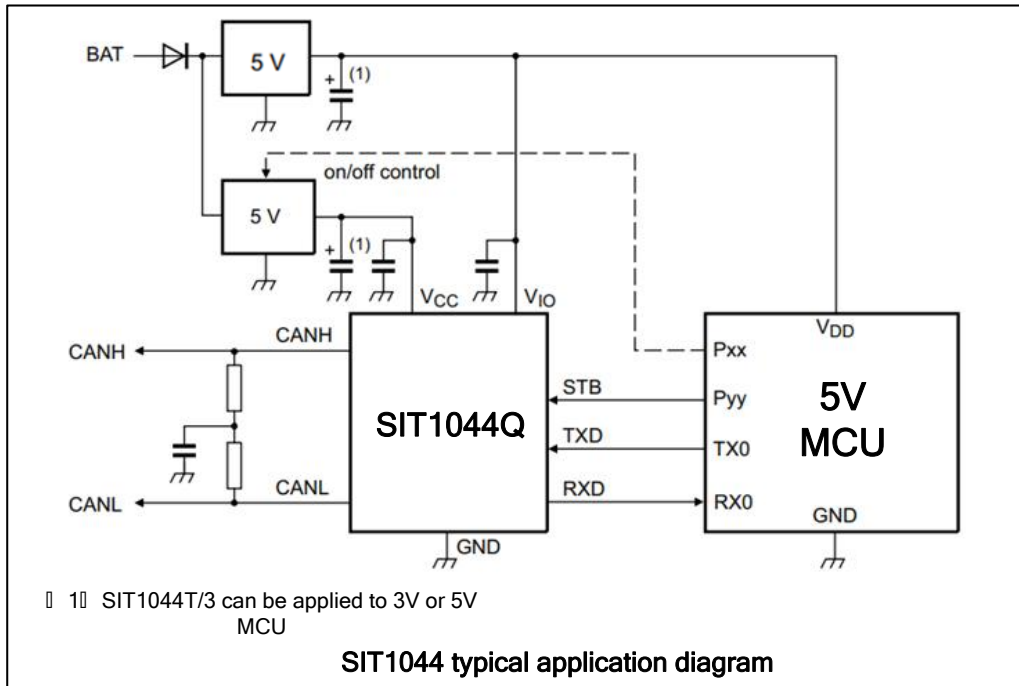 BAT
5 V
+ (1)
on/off control
5 V
+ (1)
VCC
VIO
VDD
CANH
CANH
Pxx
STB
Pyy
5V
SIT1044Q
MCU
TXD
TX0
CANL
CANL
RXD
RX0
GND
GND
1 SIT1044T/3 can be applied to 3V or 5V
MCU
SIT1044 typical application diagram